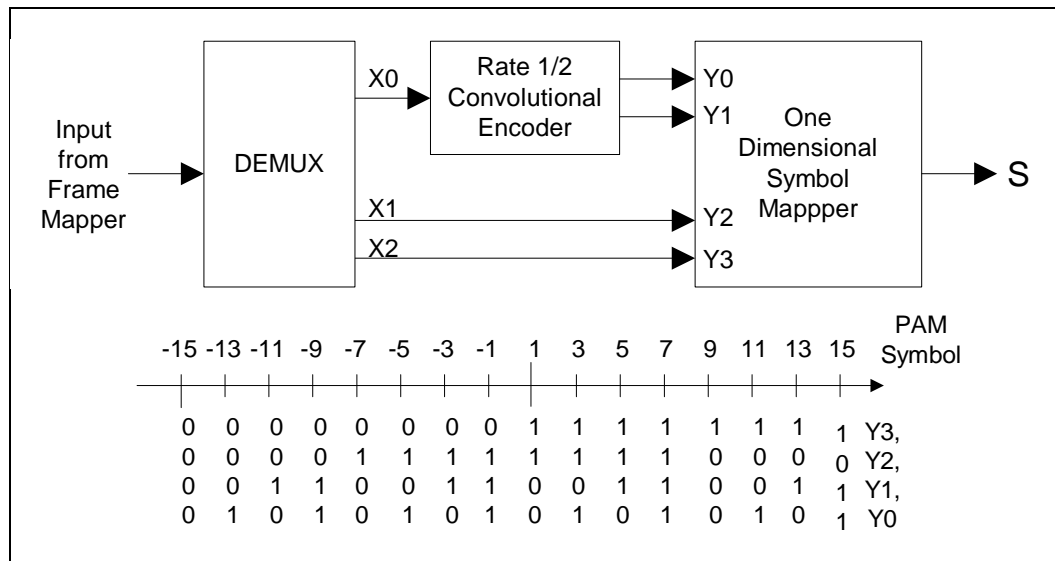 Input
from
Frame
Mapper
DEMUX
X0
X1
X2
Rate 1/2
Convolutional
Encoder
Y0
Y1
Y2
Y3
One
Dimensional
Symbol
Mappper
S
PAM
Symbol
-15 -13 -11 -9 -7 -5 -3 -1 1 3 5 7 9 11 13 15
0 0 0 0 0 0 0 0 1 1 1 1 1 1 1 1 Y3,
0 0 0 0 1 1 1 1 1 1 1 1 0 0 0 0 Y2,
0 0 1 1 0 0 1 1 0 0 1 1 0 0 1 1 Y1,
0 1 0 1 0 1 0 1 0 1 0 1 0 1 0 1 Y0